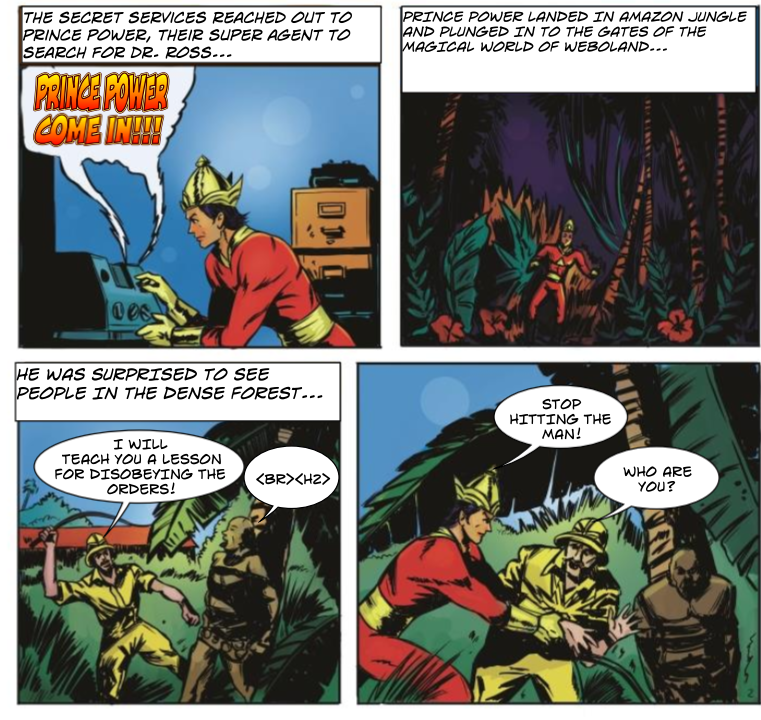 THE SECRET SERVICES REACHED OUT TO
PRINCE POWER, THEIR SUPER AGENT TO
SEARCH FOR DR. ROSS...
PRINCE POWER
COME IN!!!
PRINCE POWER LANDED IN AMAZON JUNGLE
AND PLUNGED IN TO THE GATES OF THE
MAGICAL WORLD OF WEBOLAND...
HE WAS SURPRISED TO SEE
PEOPLE IN THE DENSE FOREST...
I WILL
TEACH YOU A LESSON
FOR DISOBEYING THE
ORDERS!
<BR><H2>
STOP
HITTING THE
MAN!
WHO ARE
YOU?
2